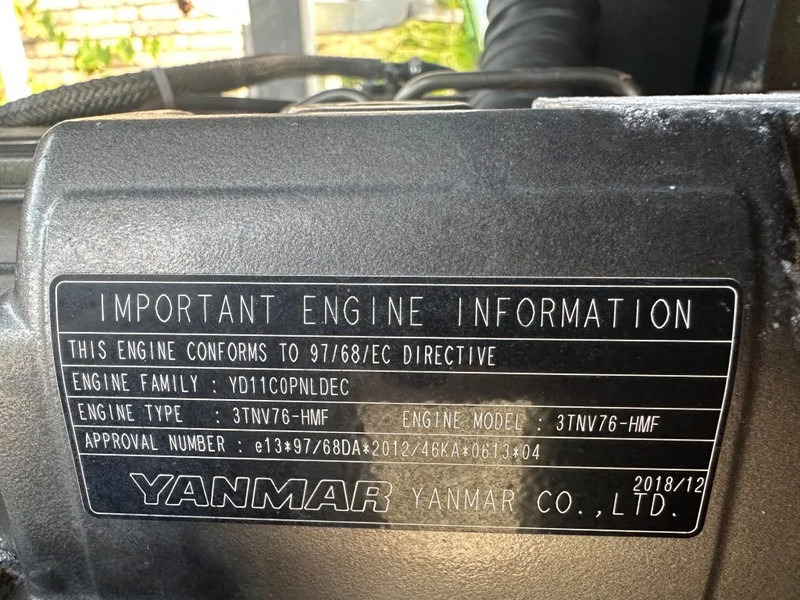 IMPORTANT ENGINE INFORMATION
THIS ENGINE CONFORMS TO 97/68/EC DIRECTIVE
ENGINE FAMILY : YD11C0PNLDEC
ENGINE TYPE : 3TNV76-HMF ENGINE MODEL : 3TNV76-HMF
APPROVAL NUMBER : e13*97/68DA*2012/46KA*0613*04
2018/12
YANMAR YANMAR CO.,LTD.